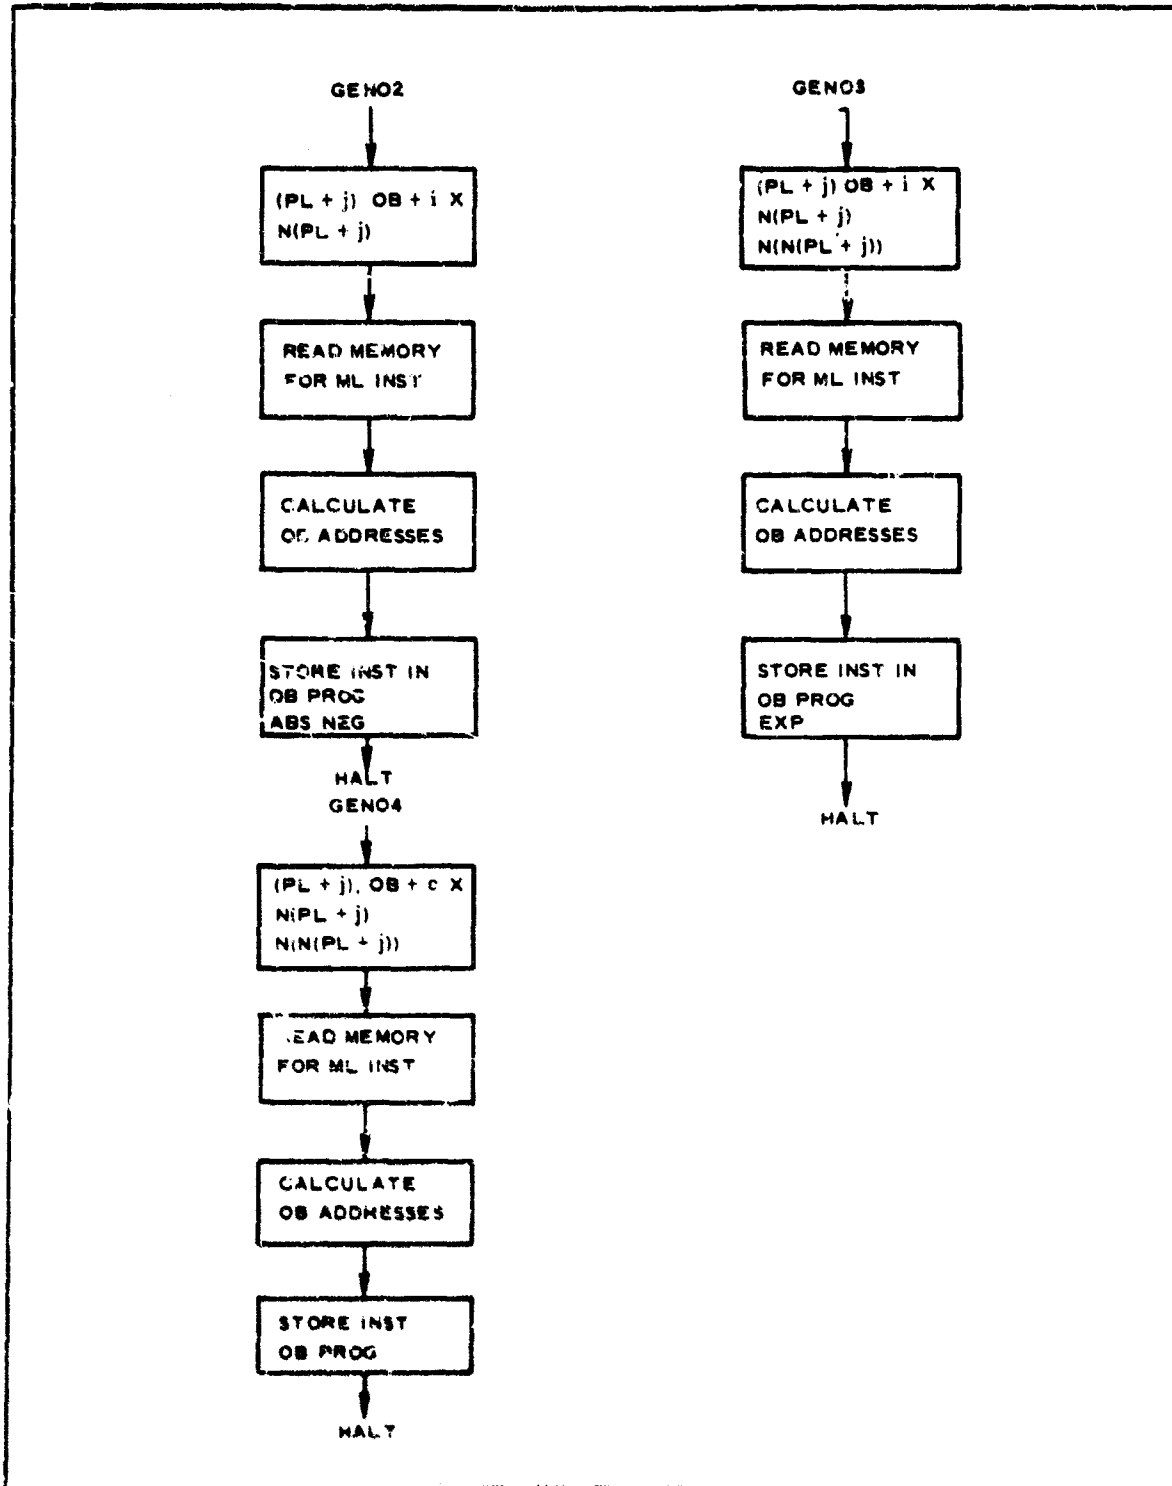 GENO2
(PL + j) OB + i X
N(PL + j)
READ MEMORY
FOR ML INST
CALCULATE
OB ADDRESSES
STORE INST IN
OB PROG
ABS NEG
HALT
GENO4
(PL + j), OB + c X
N(PL + j)
N(N(PL + j))
READ MEMORY
FOR ML INST
CALCULATE
OB ADDRESSES
STORE INST
OB PROG
HALT
GENO3
(PL + j) OB + i X
N(PL + j)
N(N(PL + j))
READ MEMORY
FOR ML INST
CALCULATE
OB ADDRESSES
STORE INST IN
OB PROG
EXP
HALT